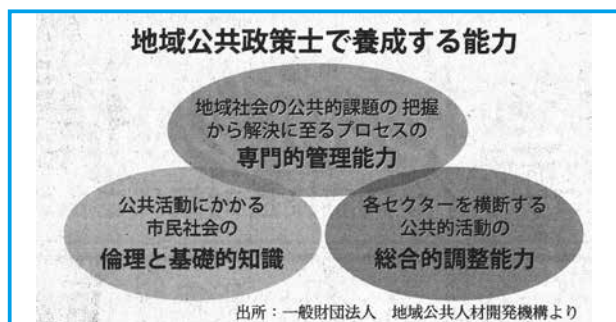 地域公共政策士で養成する能力
地域社会の公共的課題の 把握
から解決に至るプロセスの
専門的管理能力
公共活動にかかる
市民社会の
倫理と基礎的知識
各セクターを横断する
公共的活動の
総合的調整能力
出所：一般財団法人　地域公共人材開発機構より